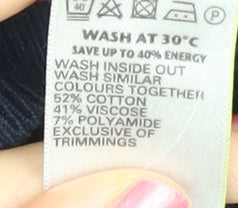 40 P
WASH AT 30°C
SAVE UP TO 40% ENERGY
WASH INSIDE OUT
WASH SIMILAR
COLOURS TOGETHER
52% COTTON
41% VISCOSE
7% POLYAMIDE
EXCLUSIVE OF
TRIMMINGS